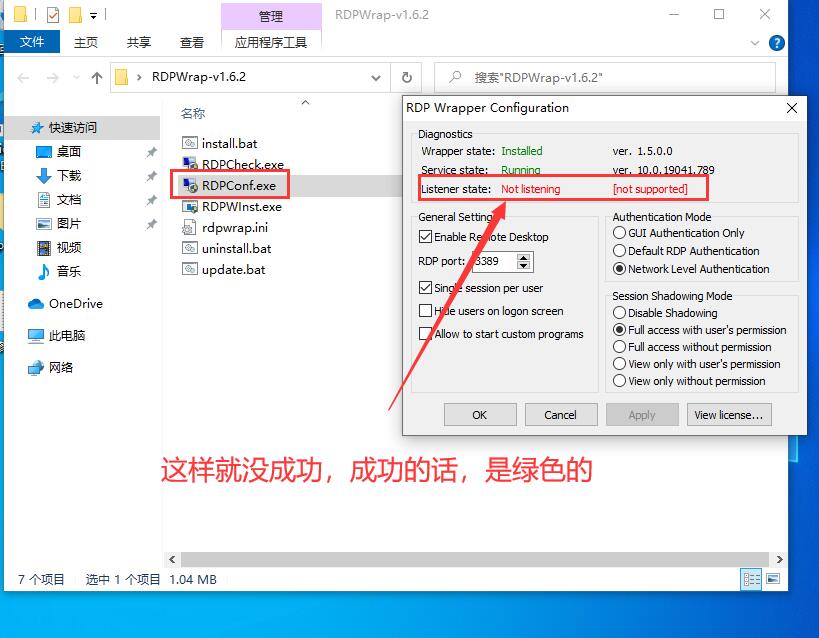 管理
RDPWrap-v1.6.2
文件
主页
共享
查看
应用程序工具
RDPWrap-v1.6.2
搜索"RDPWrap-v1.6.2"
快速访问
桌面
下载
文档
图片
视频
音乐
OneDrive
此电脑
网络
名称
install.bat
RDPCheck.exe
RDPConf.exe
RDPWInst.exe
rdpwrap.ini
uninstall.bat
update.bat
RDP Wrapper Configuration
Diagnostics
Wrapper state: Installed ver. 1.5.0.0
Service state: Running ver. 10.0.19041.789
Listener state: Not listening [not supported]
General Setting
Enable Remote Desktop
RDP port: 3389
Single session per user
Hide users on logon screen
Allow to start custom programs
Authentication Mode
GUI Authentication Only
Default RDP Authentication
Network Level Authentication
Session Shadowing Mode
Disable Shadowing
Full access with user's permission
Full access without permission
View only with user's permission
View only without permission
OK
Cancel
Apply
View license...
这样就没成功，成功的话，是绿色的
7 个项目
选中 1 个项目 1.04 MB